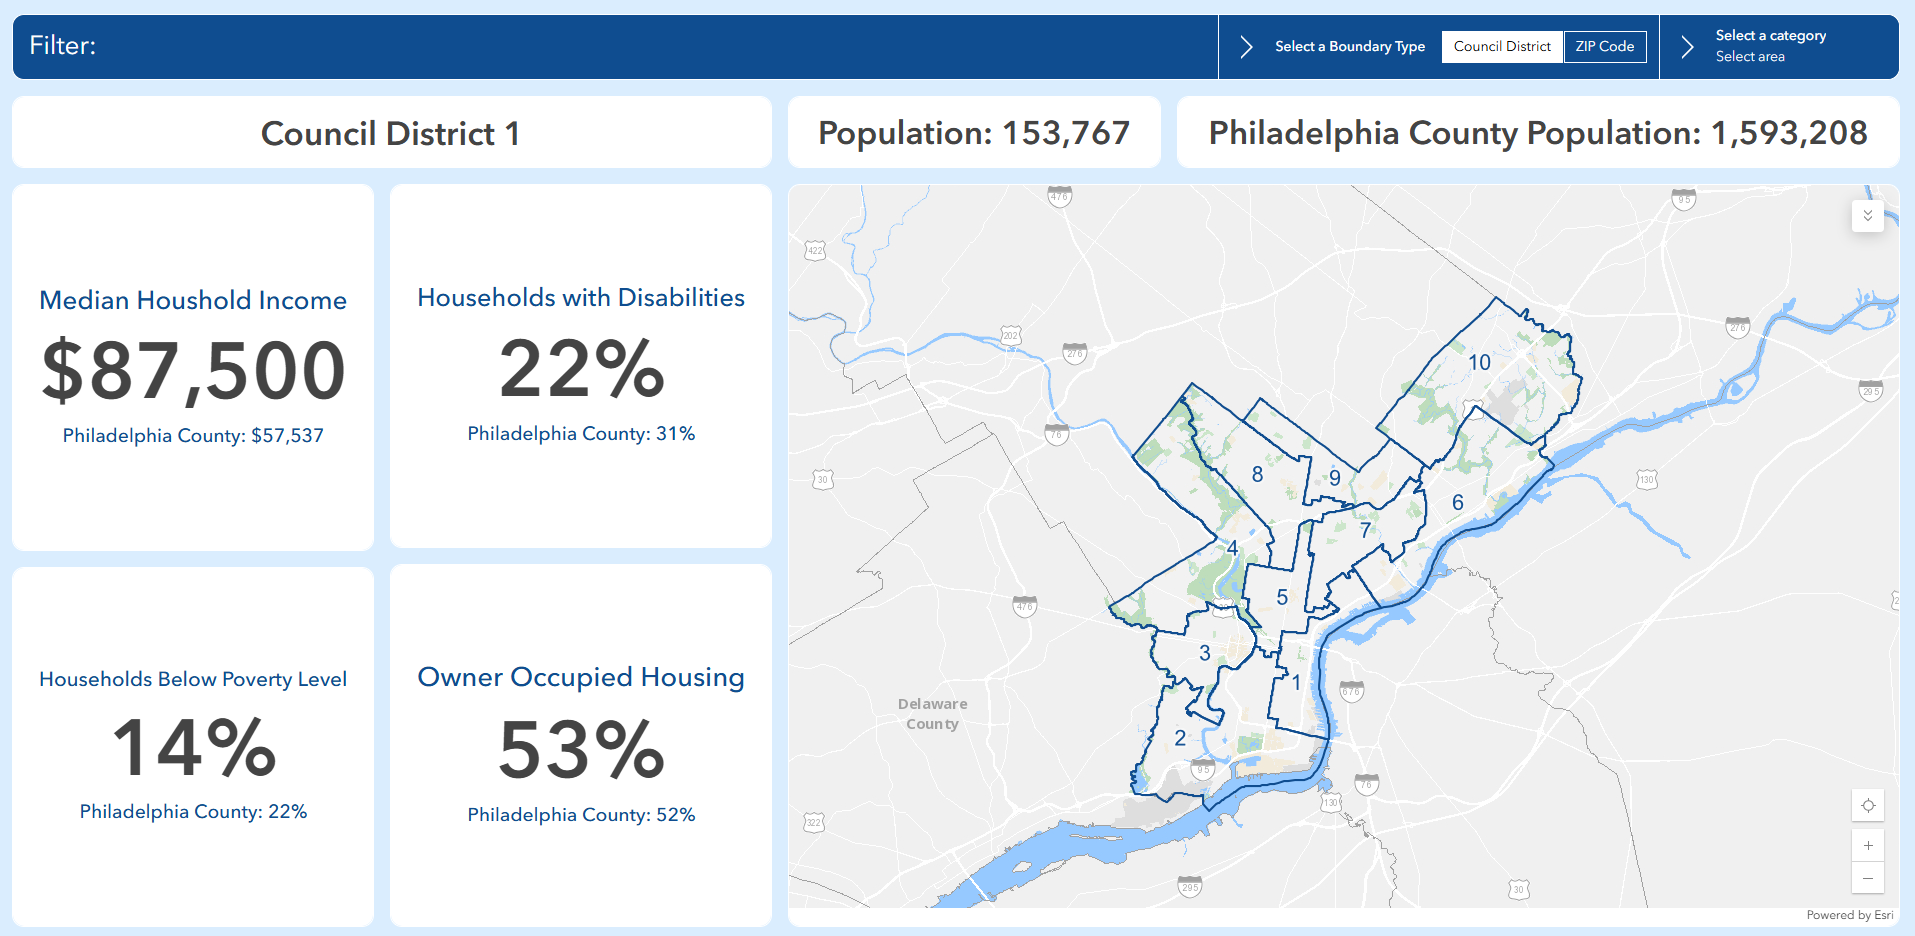 Filter:
Select a Boundary Type
Council District
ZIP Code
Select a category
Select area
Council District 1
Population: 153,767
Philadelphia County Population: 1,593,208
Median Houshold Income
$87,500
Philadelphia County: $57,537
Households with Disabilities
22%
Philadelphia County: 31%
Households Below Poverty Level
14%
Philadelphia County: 22%
Owner Occupied Housing
53%
Philadelphia County: 52%
476
95
422
202
276
276
10
295
76
30
8
9
130
6
7
4
5
476
3
1
676
Delaware
County
2
95
76
130
322
295
30
+
−
Powered by Esri